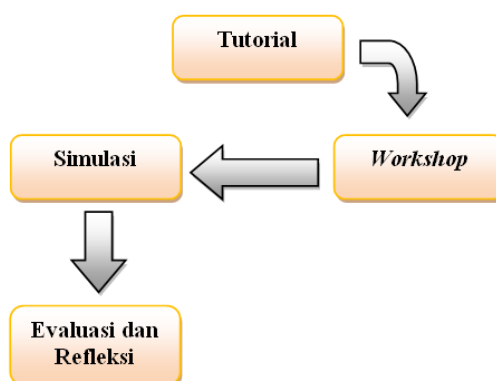 Tutorial
Workshop
Simulasi
Evaluasi dan
Refleksi